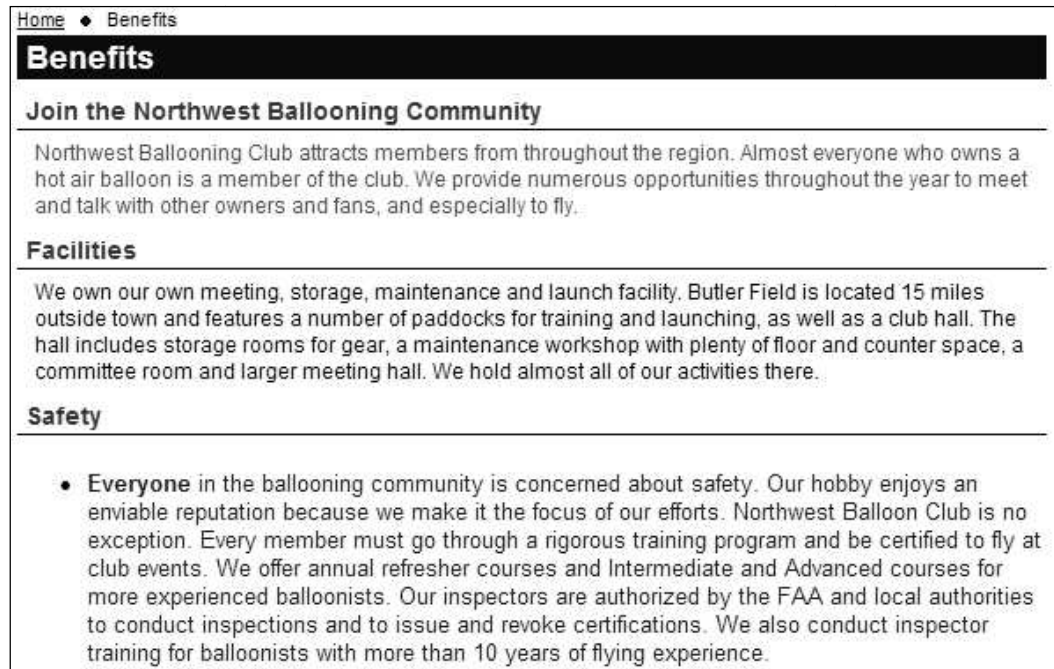 Home ● Benefits
Benefits
Join the Northwest Ballooning Community
Northwest Ballooning Club attracts members from throughout the region. Almost everyone who owns a
hot air balloon is a member of the club. We provide numerous opportunities throughout the year to meet
and talk with other owners and fans, and especially to fly.
Facilities
We own our own meeting, storage, maintenance and launch facility. Butler Field is located 15 miles
outside town and features a number of paddocks for training and launching, as well as a club hall. The
hall includes storage rooms for gear, a maintenance workshop with plenty of floor and counter space, a
committee room and larger meeting hall. We hold almost all of our activities there.
Safety
● Everyone in the ballooning community is concerned about safety. Our hobby enjoys an
enviable reputation because we make it the focus of our efforts. Northwest Balloon Club is no
exception. Every member must go through a rigorous training program and be certified to fly at
club events. We offer annual refresher courses and Intermediate and Advanced courses for
more experienced balloonists. Our inspectors are authorized by the FAA and local authorities
to conduct inspections and to issue and revoke certifications. We also conduct inspector
training for balloonists with more than 10 years of flying experience.